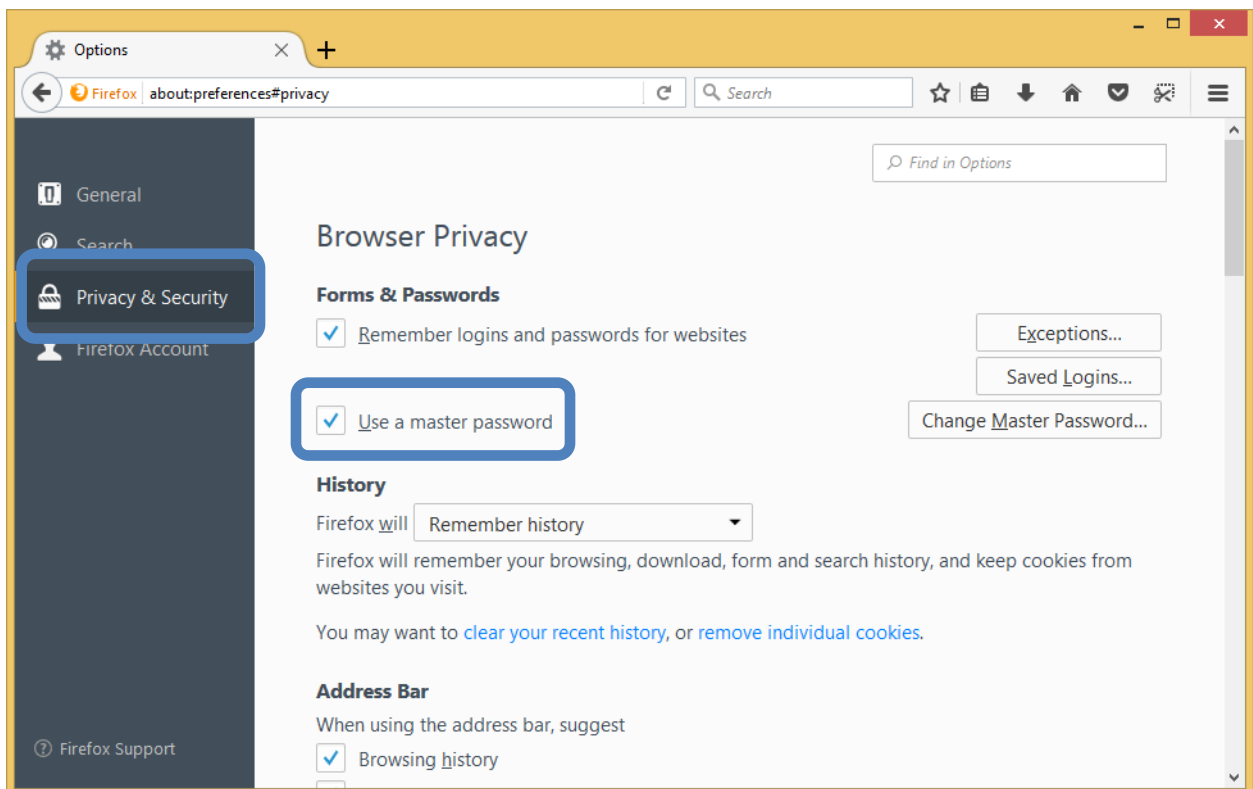 Options
Firefox about:preferences#privacy
Search
Find in Options
General
Search
Privacy & Security
Firefox Account
Firefox Support
Browser Privacy
Forms & Passwords
Remember logins and passwords for websites
Exceptions...
Saved Logins...
Use a master password
Change Master Password...
History
Firefox will Remember history
Firefox will remember your browsing, download, form and search history, and keep cookies from
websites you visit.
You may want to clear your recent history, or remove individual cookies.
Address Bar
When using the address bar, suggest
Browsing history